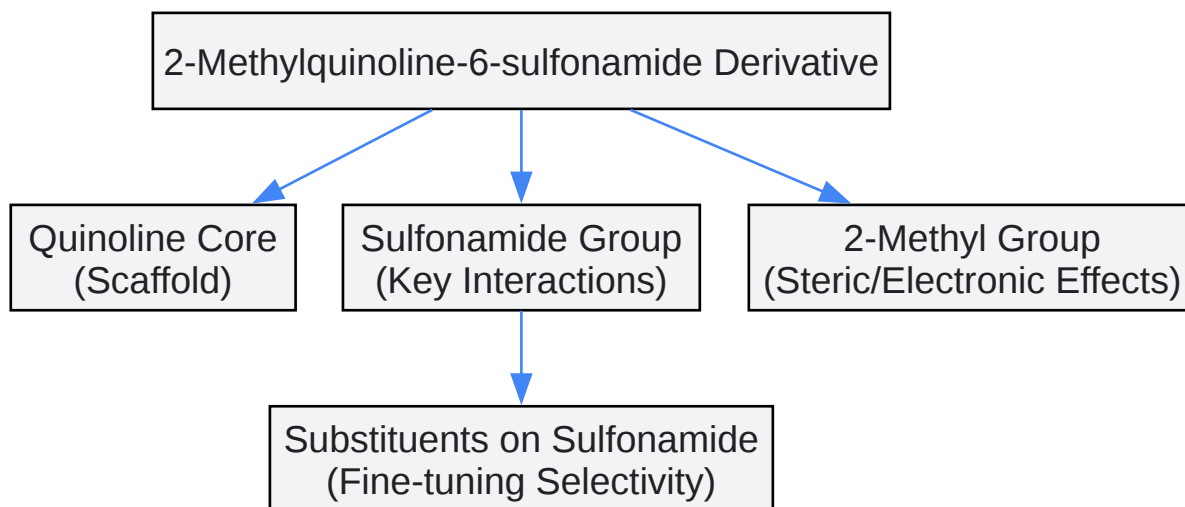 2-Methylquinoline-6-sulfonamide Derivative
Quinoline Core
(Scaffold)
Sulfonamide Group
(Key Interactions)
2-Methyl Group
(Steric/Electronic Effects)
Substituents on Sulfonamide
(Fine-tuning Selectivity)